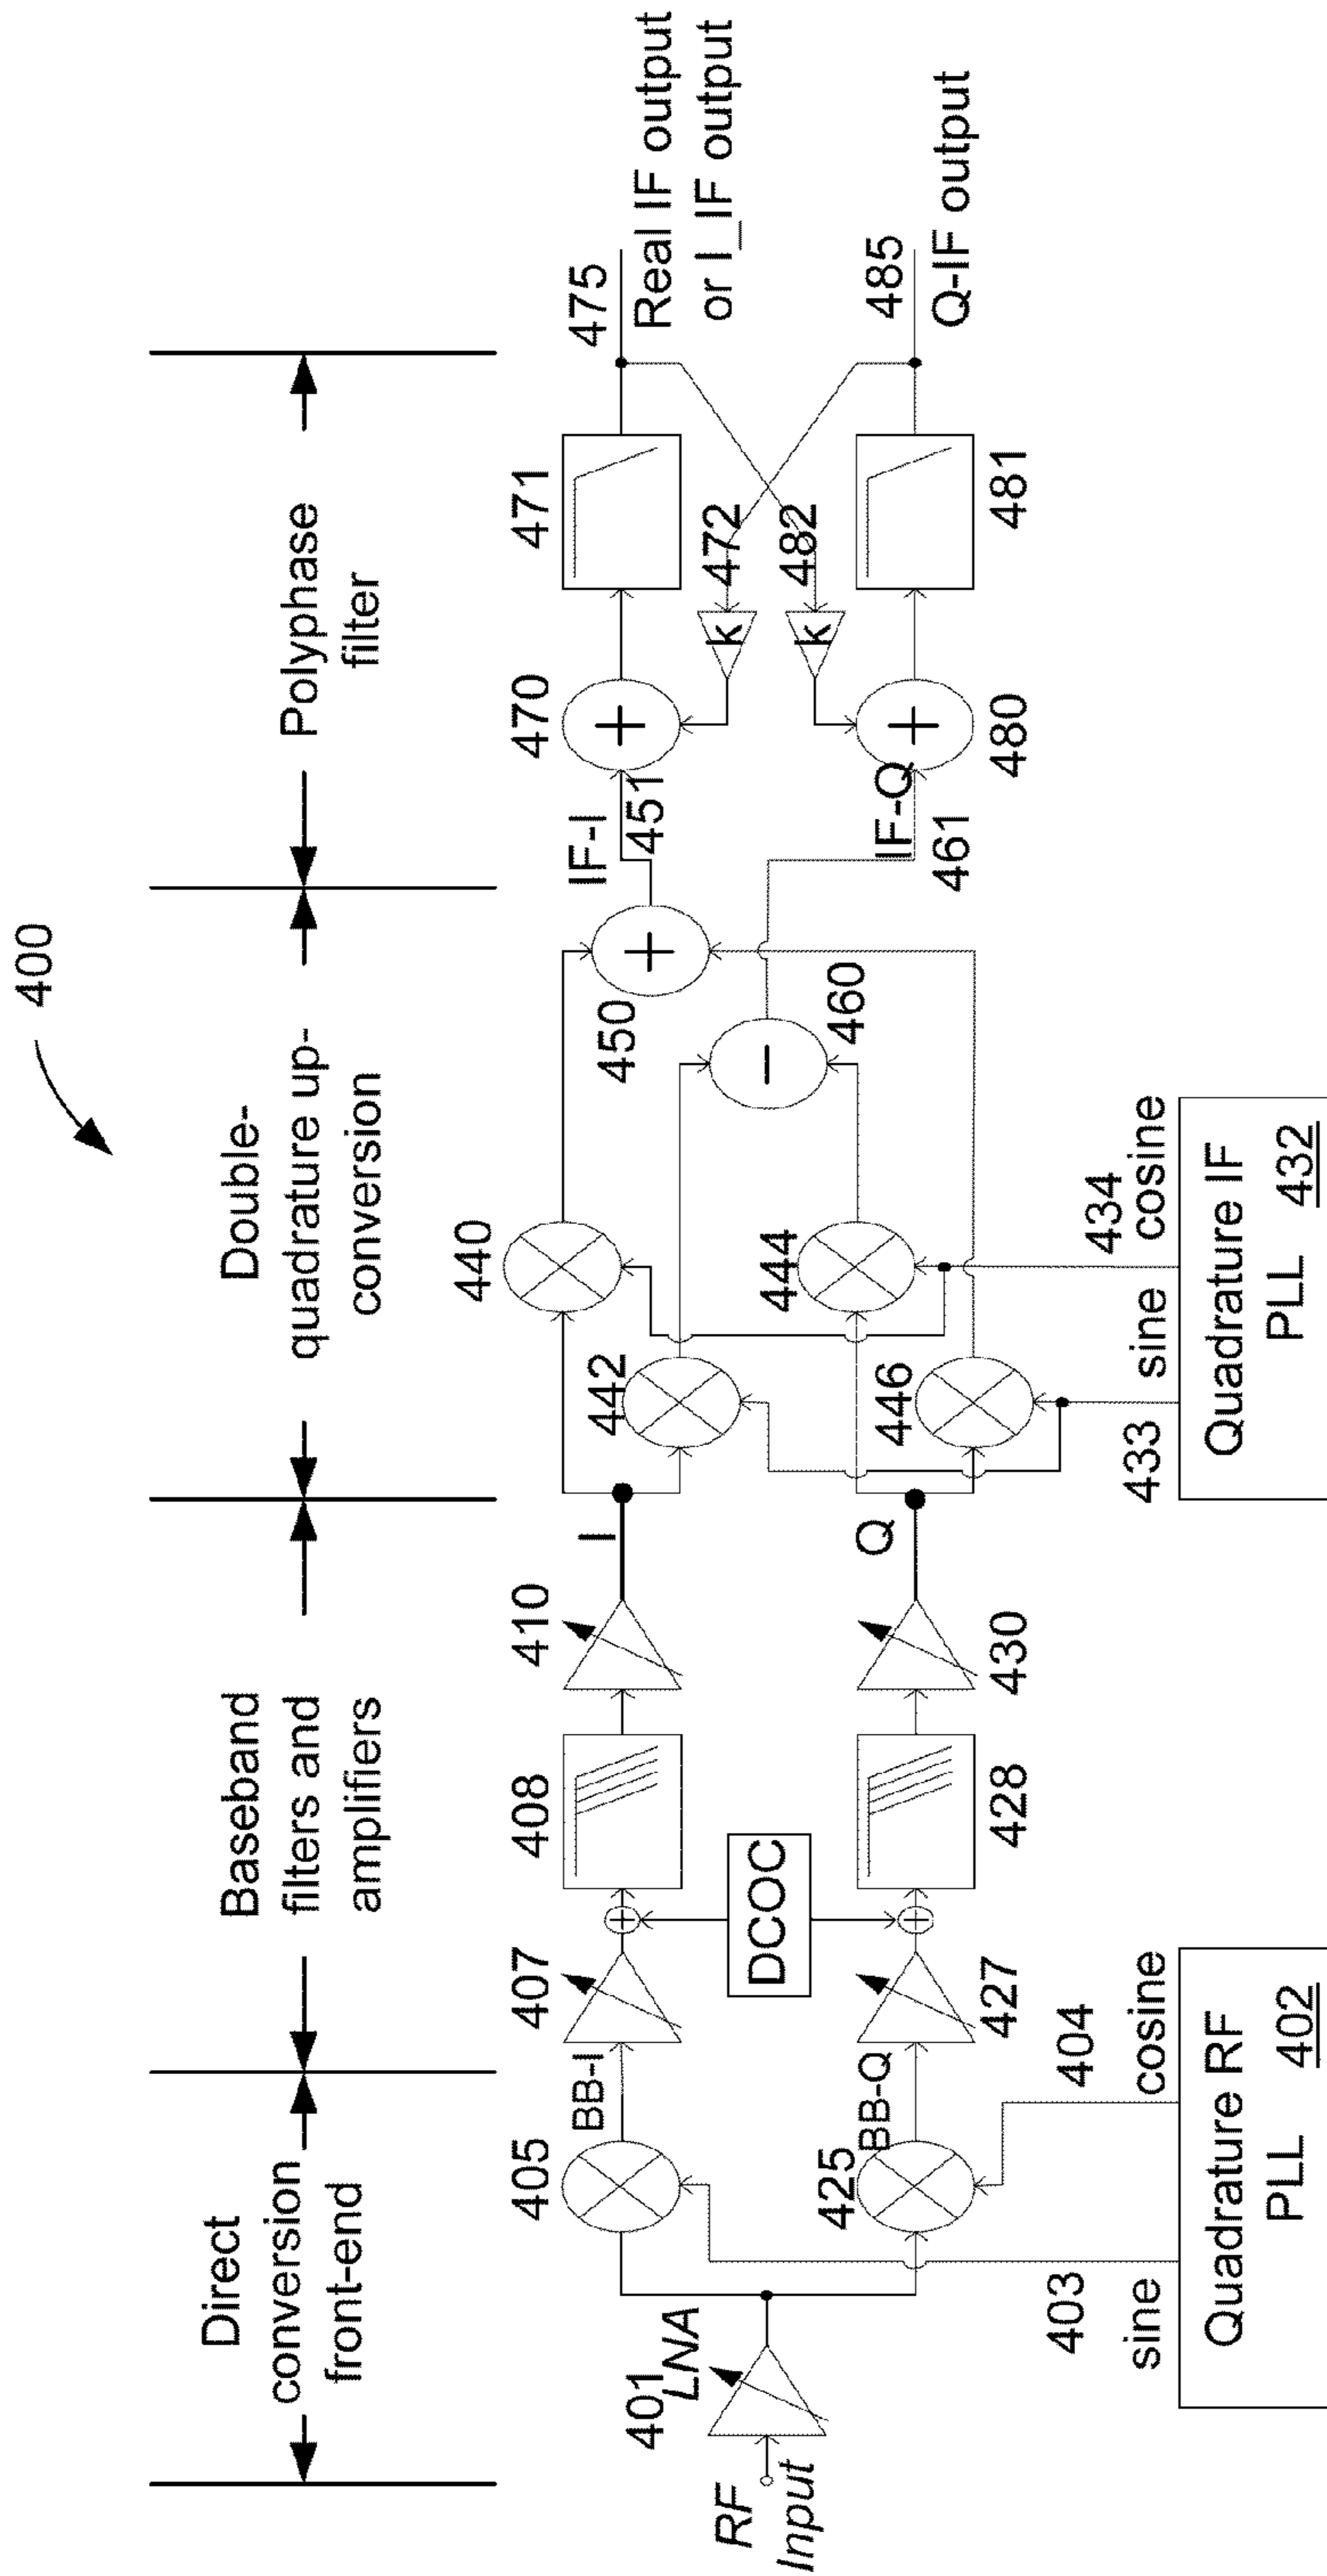 400
Direct
conversion
front-end
Baseband
filters and
amplifiers
Double-
quadrature up-
conversion
Polyphase
filter
RF
Input
401
LNA
405
BB-I
425
BB-Q
403
sine
404
cosine
Quadrature RF
PLL 402
407
427
DCOC
408
428
410
430
I
Q
440
442
444
446
433
sine
434
cosine
Quadrature IF
PLL 432
450
+
460
-
IF-I
451
IF-Q
461
470
+
480
+
k
472
k
482
471
481
475
Real IF output
or I_IF output
485
Q-IF output
+
+